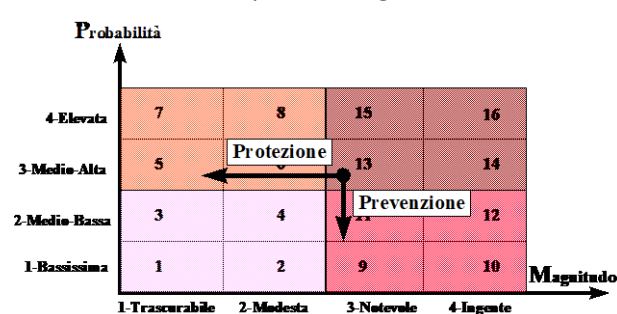 Probabilità
4-Elevata 7 8 15 16
Protezione
3-Medio-Alta 5 13 14
Prevenzione
2-Medio-Bassa 3 4 11 12
1-Bassissima 1 2 9 10
Magnitudo
1-Trascurabile 2-Modesta 3-Notevole 4-Ingente